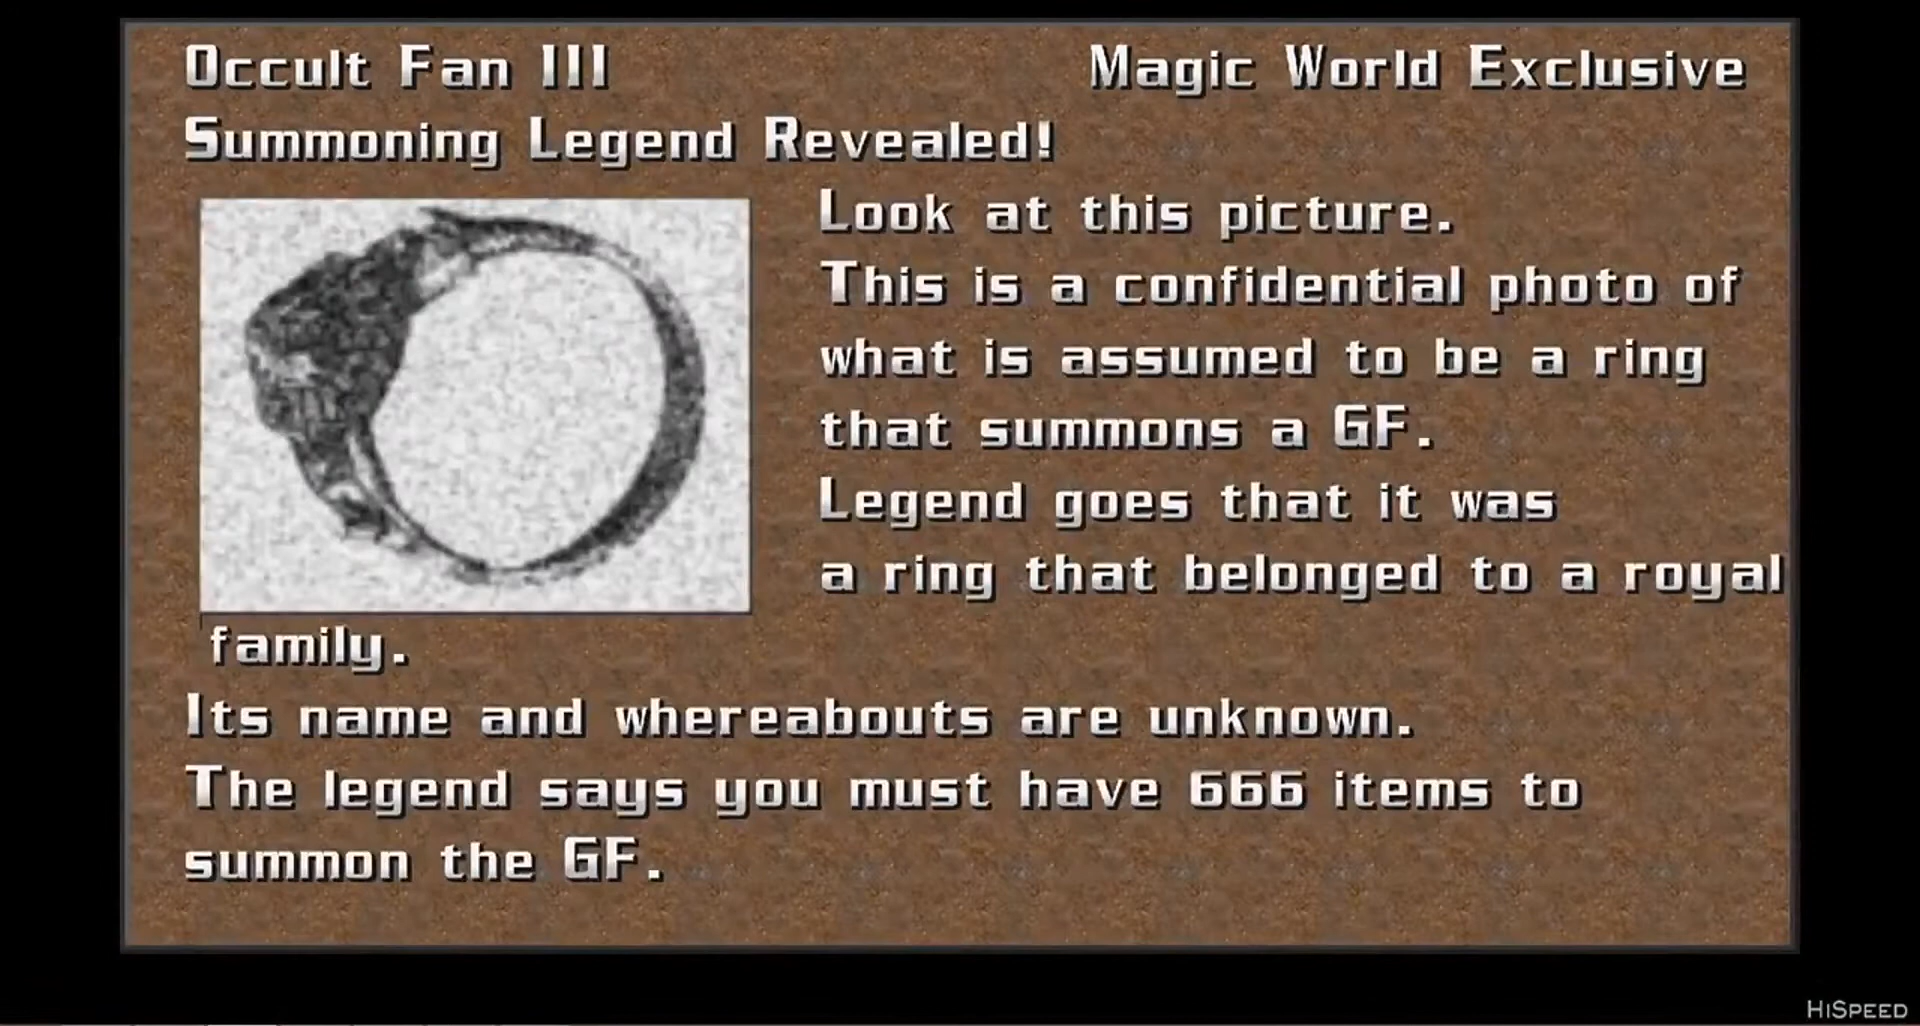 Occult Fan III Magic World Exclusive
Summoning Legend Revealed!
Look at this picture.
This is a confidential photo of
what is assumed to be a ring
that summons a GF.
Legend goes that it was
a ring that belonged to a royal
family.
Its name and whereabouts are unknown.
The legend says you must have 666 items to
summon the GF.
HISPEED